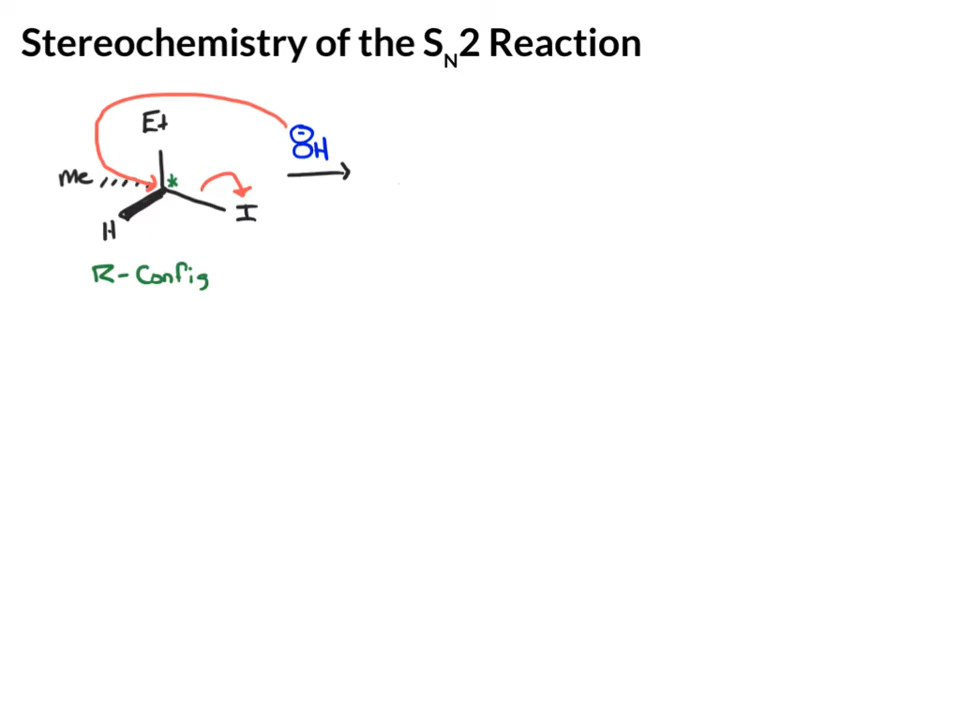 Stereochemistry of the SN2 Reaction
Et
⊖
OH
Me
*
I
H
R-Config